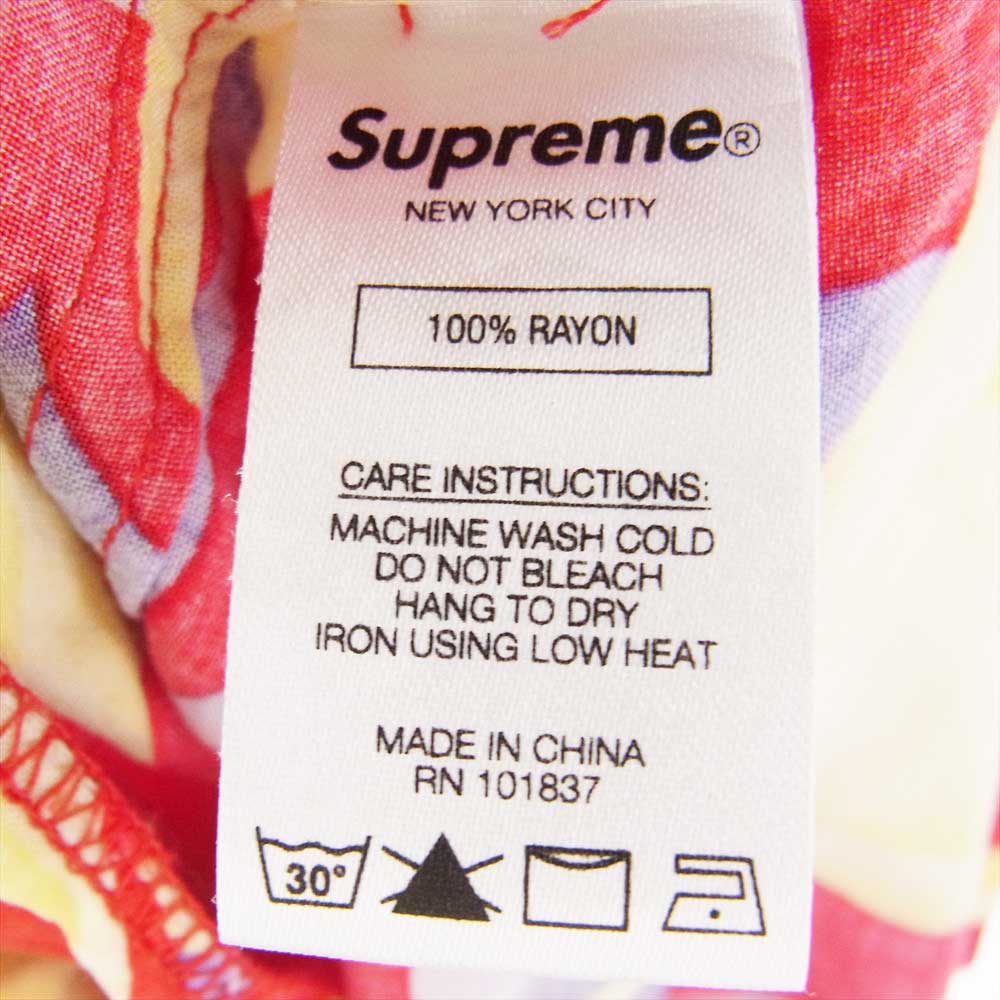 Supreme®
NEW YORK CITY
100% RAYON
CARE INSTRUCTIONS:
MACHINE WASH COLD
DO NOT BLEACH
HANG TO DRY
IRON USING LOW HEAT
MADE IN CHINA
RN 101837
30°